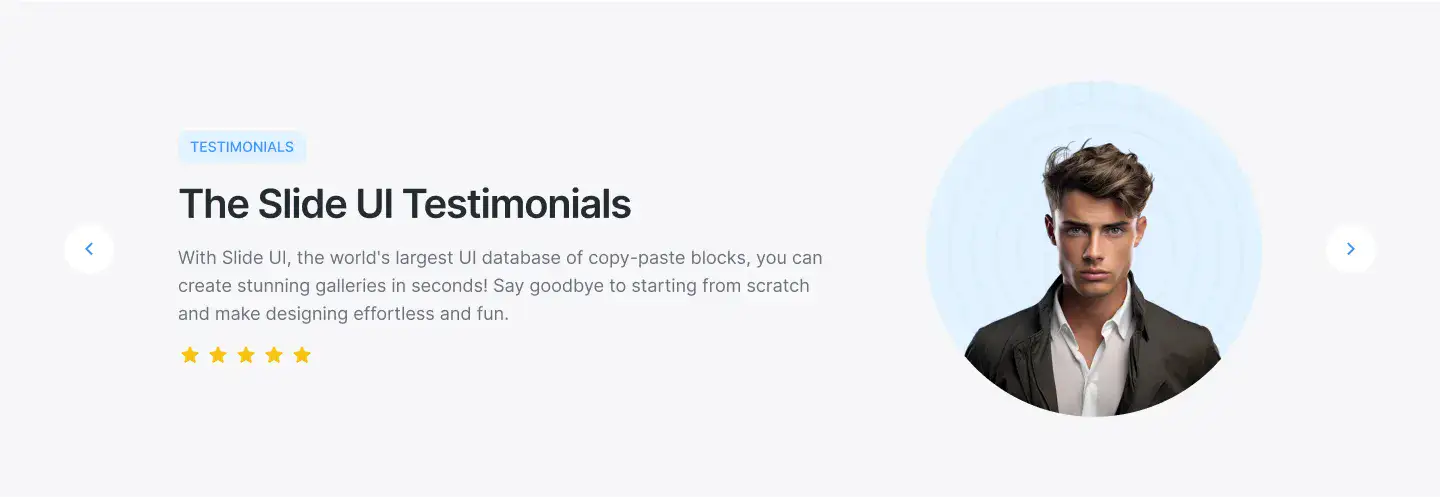 TESTIMONIALS
The Slide UI Testimonials
With Slide UI, the world's largest UI database of copy-paste blocks, you can
create stunning galleries in seconds! Say goodbye to starting from scratch
and make designing effortless and fun.